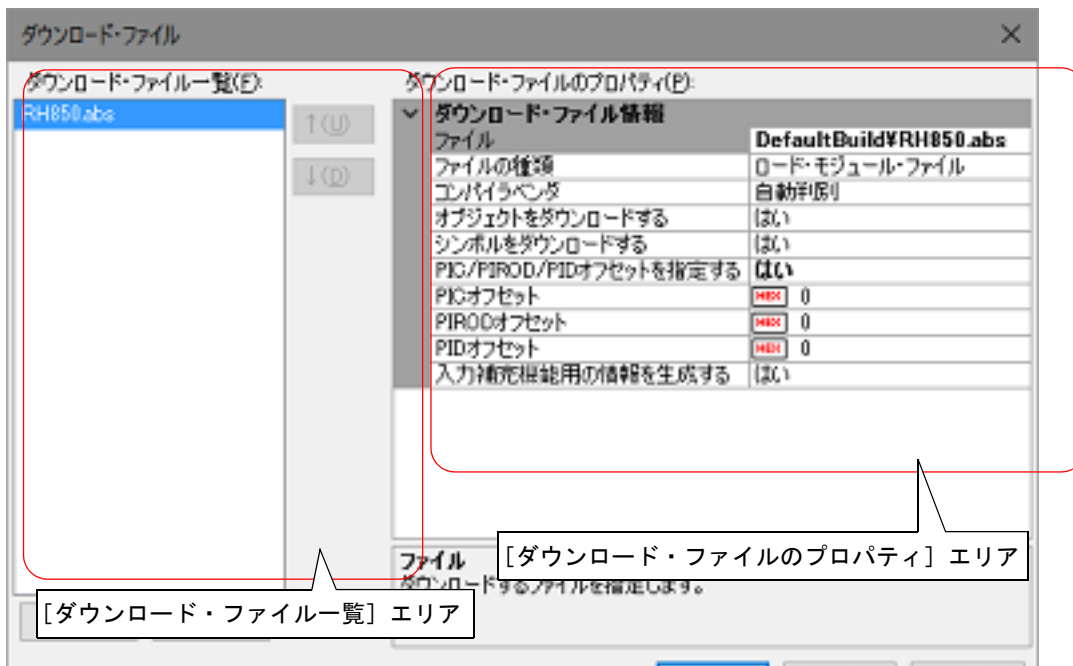 ダウンロード・ファイル
ダウンロード・ファイル一覧(F):
RH850.abs
↑(U)
↓(D)
ダウンロード・ファイルのプロパティ(P):
ダウンロード・ファイル情報
ファイル DefaultBuild¥RH850.abs
ファイルの種類 ロード・モジュール・ファイル
コンパイラベンダ 自動判別
オブジェクトをダウンロードする はい
シンボルをダウンロードする はい
PIC/PIROD/PIDオフセットを指定する はい
PICオフセット HEX 0
PIRODオフセット HEX 0
PIDオフセット HEX 0
入力補完機能用の情報を生成する はい
ファイル
ダウンロードするファイルを指定します。
[ダウンロード・ファイルのプロパティ] エリア
[ダウンロード・ファイル一覧] エリア